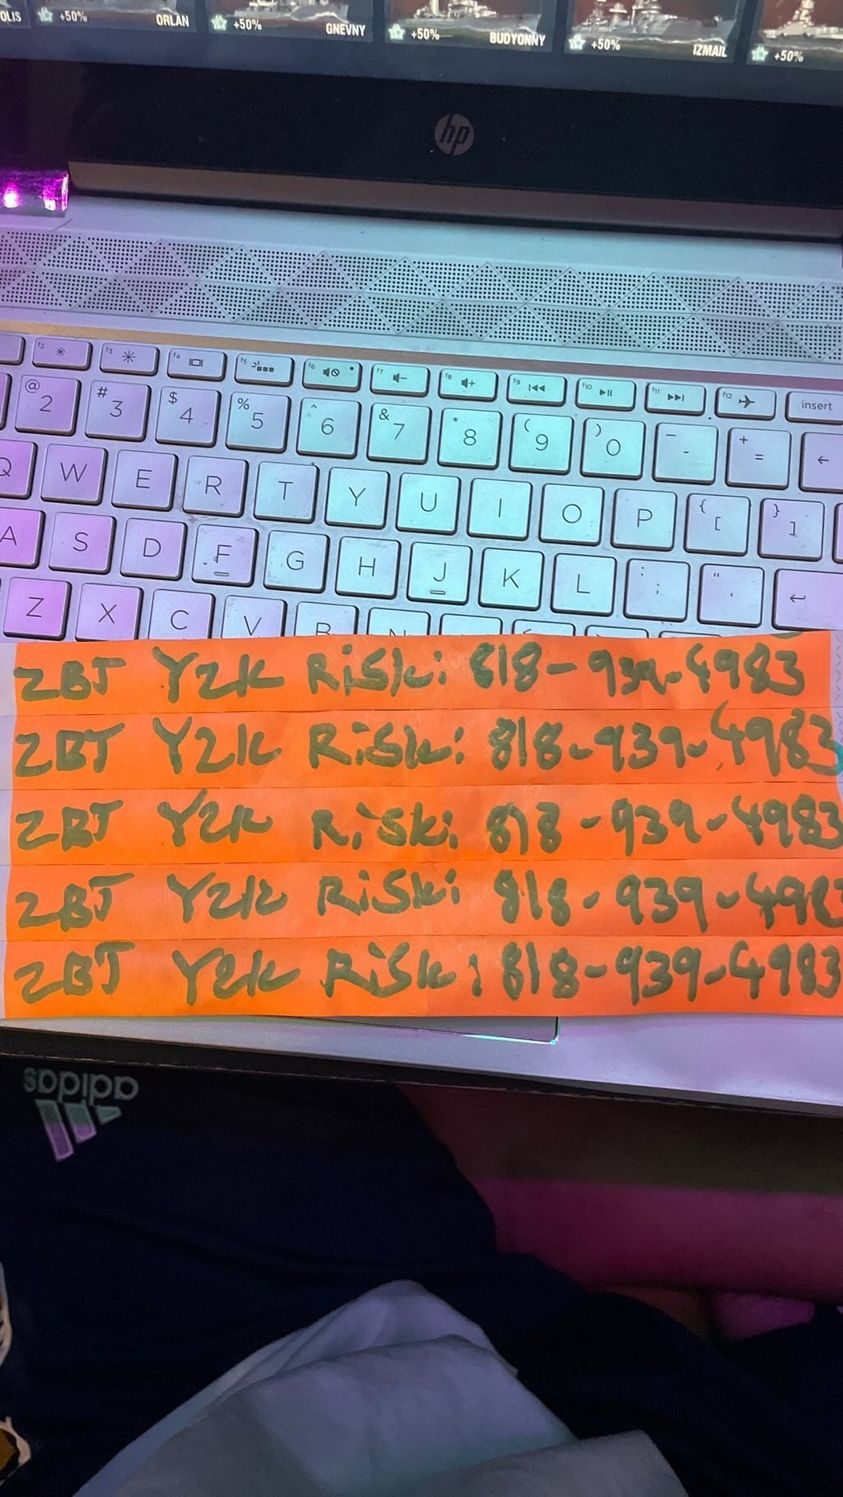 OLIS +50% ORLAN +50% GNEVNY +50% BUDYONNY +50% IZMAIL +50%
hp
f2 f3 f4 f5 f6 f7 f8 f9 f10 f11 f12 insert
@ 2 # 3 $ 4 % 5 ^ 6 & 7 * 8 ( 9 ) 0 _ - + =
Q W E R T Y U I O P { [ } ]
A S D F G H J K L : ; " '
Z X C V B N
ZBT Y2K Risk: 818-939-4983
ZBT Y2K Risk: 818-939-4983
ZBT Y2K Risk: 818-939-4983
ZBT Y2K Risk: 818-939-4983
ZBT Y2K Risk: 818-939-4983
adidas